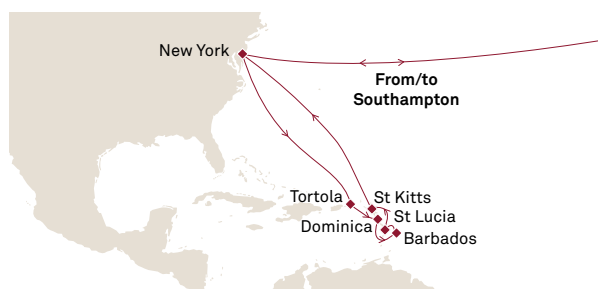 New York
From/to
Southampton
Tortola
St Kitts
St Lucia
Dominica
Barbados